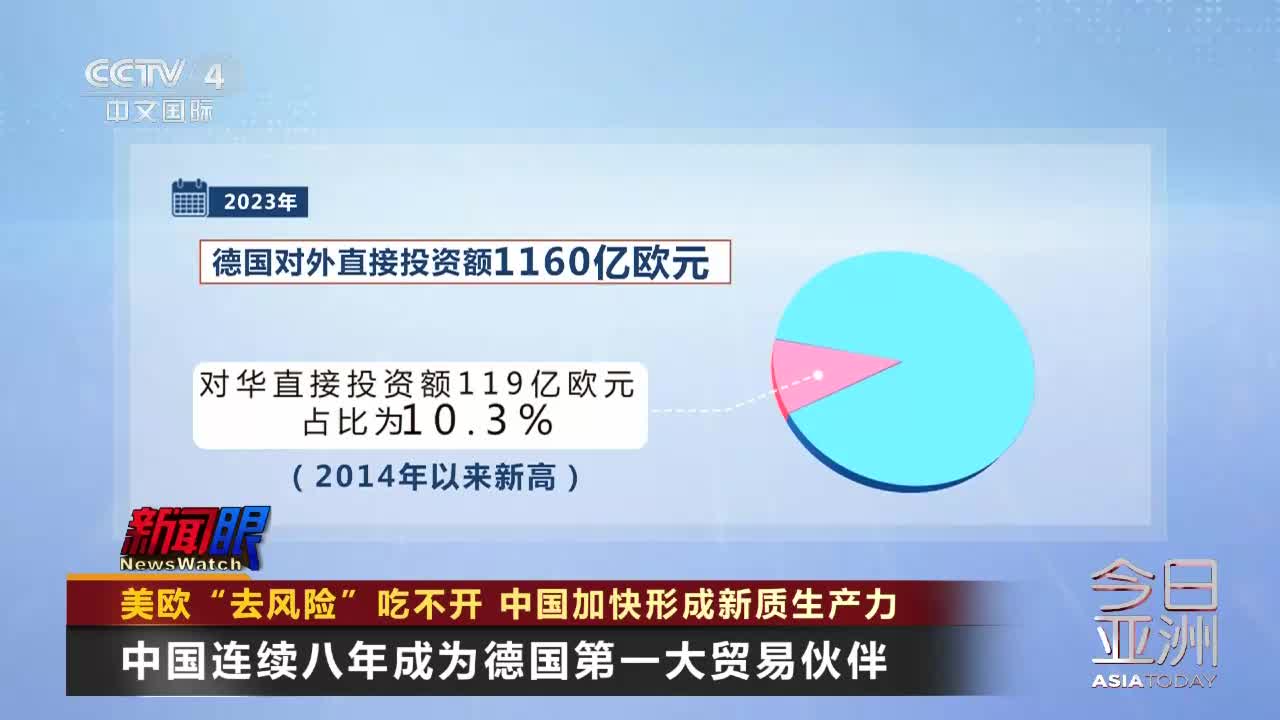 CCTV 4
中文国际
2023年
德国对外直接投资额1160亿欧元
对华直接投资额119亿欧元
占比为10.3%
(2014年以来新高)
新闻眼
NewsWatch
美欧“去风险”吃不开 中国加快形成新质生产力
中国连续八年成为德国第一大贸易伙伴
今日
亚洲
ASIA TODAY